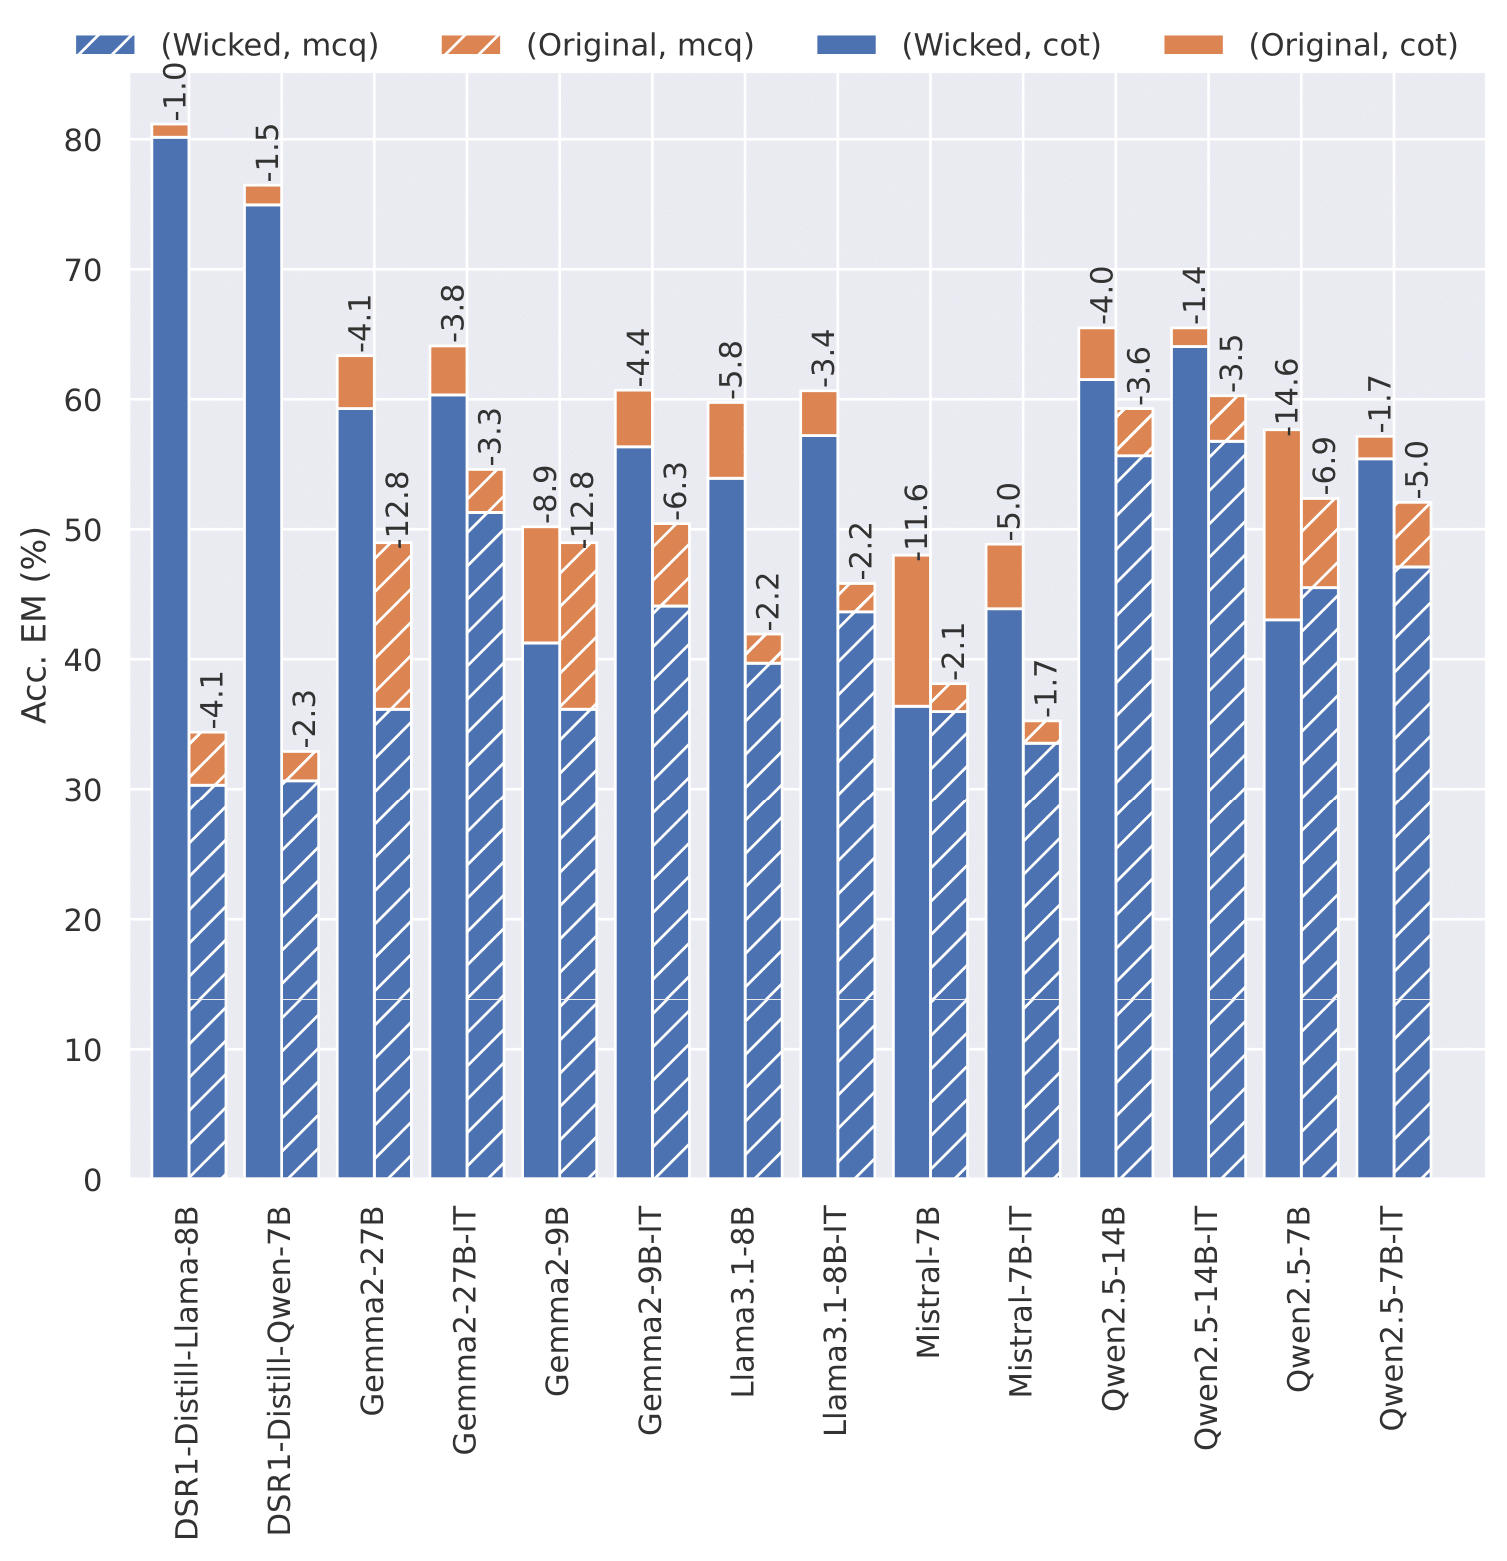 (Wicked, mcq) (Original, mcq) (Wicked, cot) (Original, cot)
Acc. EM (%)
80
70
60
50
40
30
20
10
0
-1.0
-4.1
-1.5
-2.3
-4.1
-12.8
-3.8
-3.3
-8.9
-12.8
-4.4
-6.3
-5.8
-2.2
-3.4
-2.2
-11.6
-2.1
-5.0
-1.7
-4.0
-3.6
-1.4
-3.5
-14.6
-6.9
-1.7
-5.0
DSR1-Distill-Llama-8B
DSR1-Distill-Qwen-7B
Gemma2-27B
Gemma2-27B-IT
Gemma2-9B
Gemma2-9B-IT
Llama3.1-8B
Llama3.1-8B-IT
Mistral-7B
Mistral-7B-IT
Qwen2.5-14B
Qwen2.5-14B-IT
Qwen2.5-7B
Qwen2.5-7B-IT